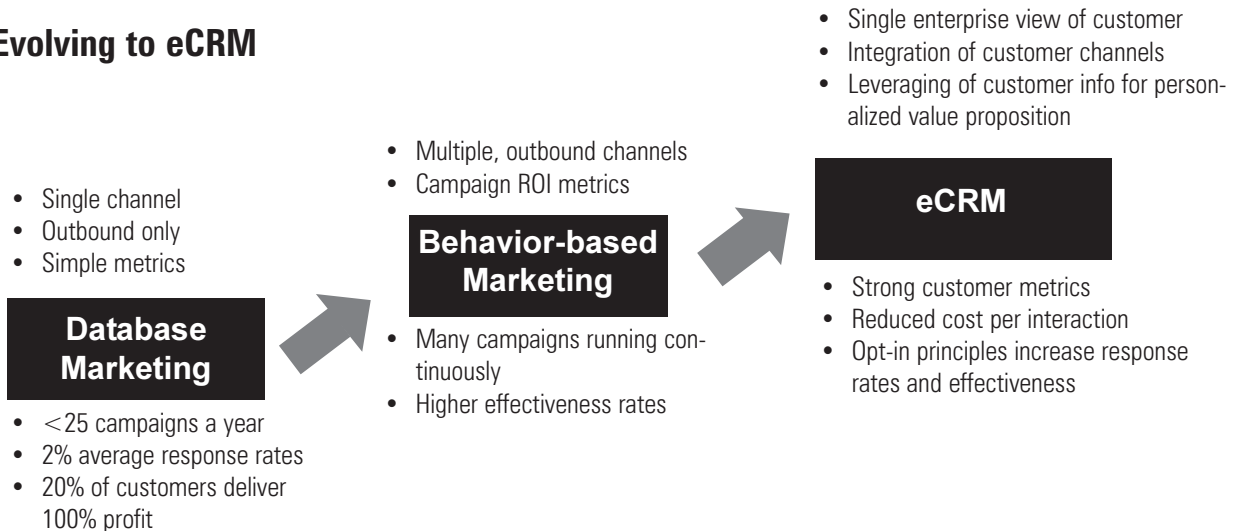 Evolving to eCRM
• Single channel
• Outbound only
• Simple metrics
Database
Marketing
• <25 campaigns a year
• 2% average response rates
• 20% of customers deliver
100% profit
• Multiple, outbound channels
• Campaign ROI metrics
Behavior-based
Marketing
• Many campaigns running con-
tinuously
• Higher effectiveness rates
• Single enterprise view of customer
• Integration of customer channels
• Leveraging of customer info for person-
alized value proposition
eCRM
• Strong customer metrics
• Reduced cost per interaction
• Opt-in principles increase response
rates and effectiveness